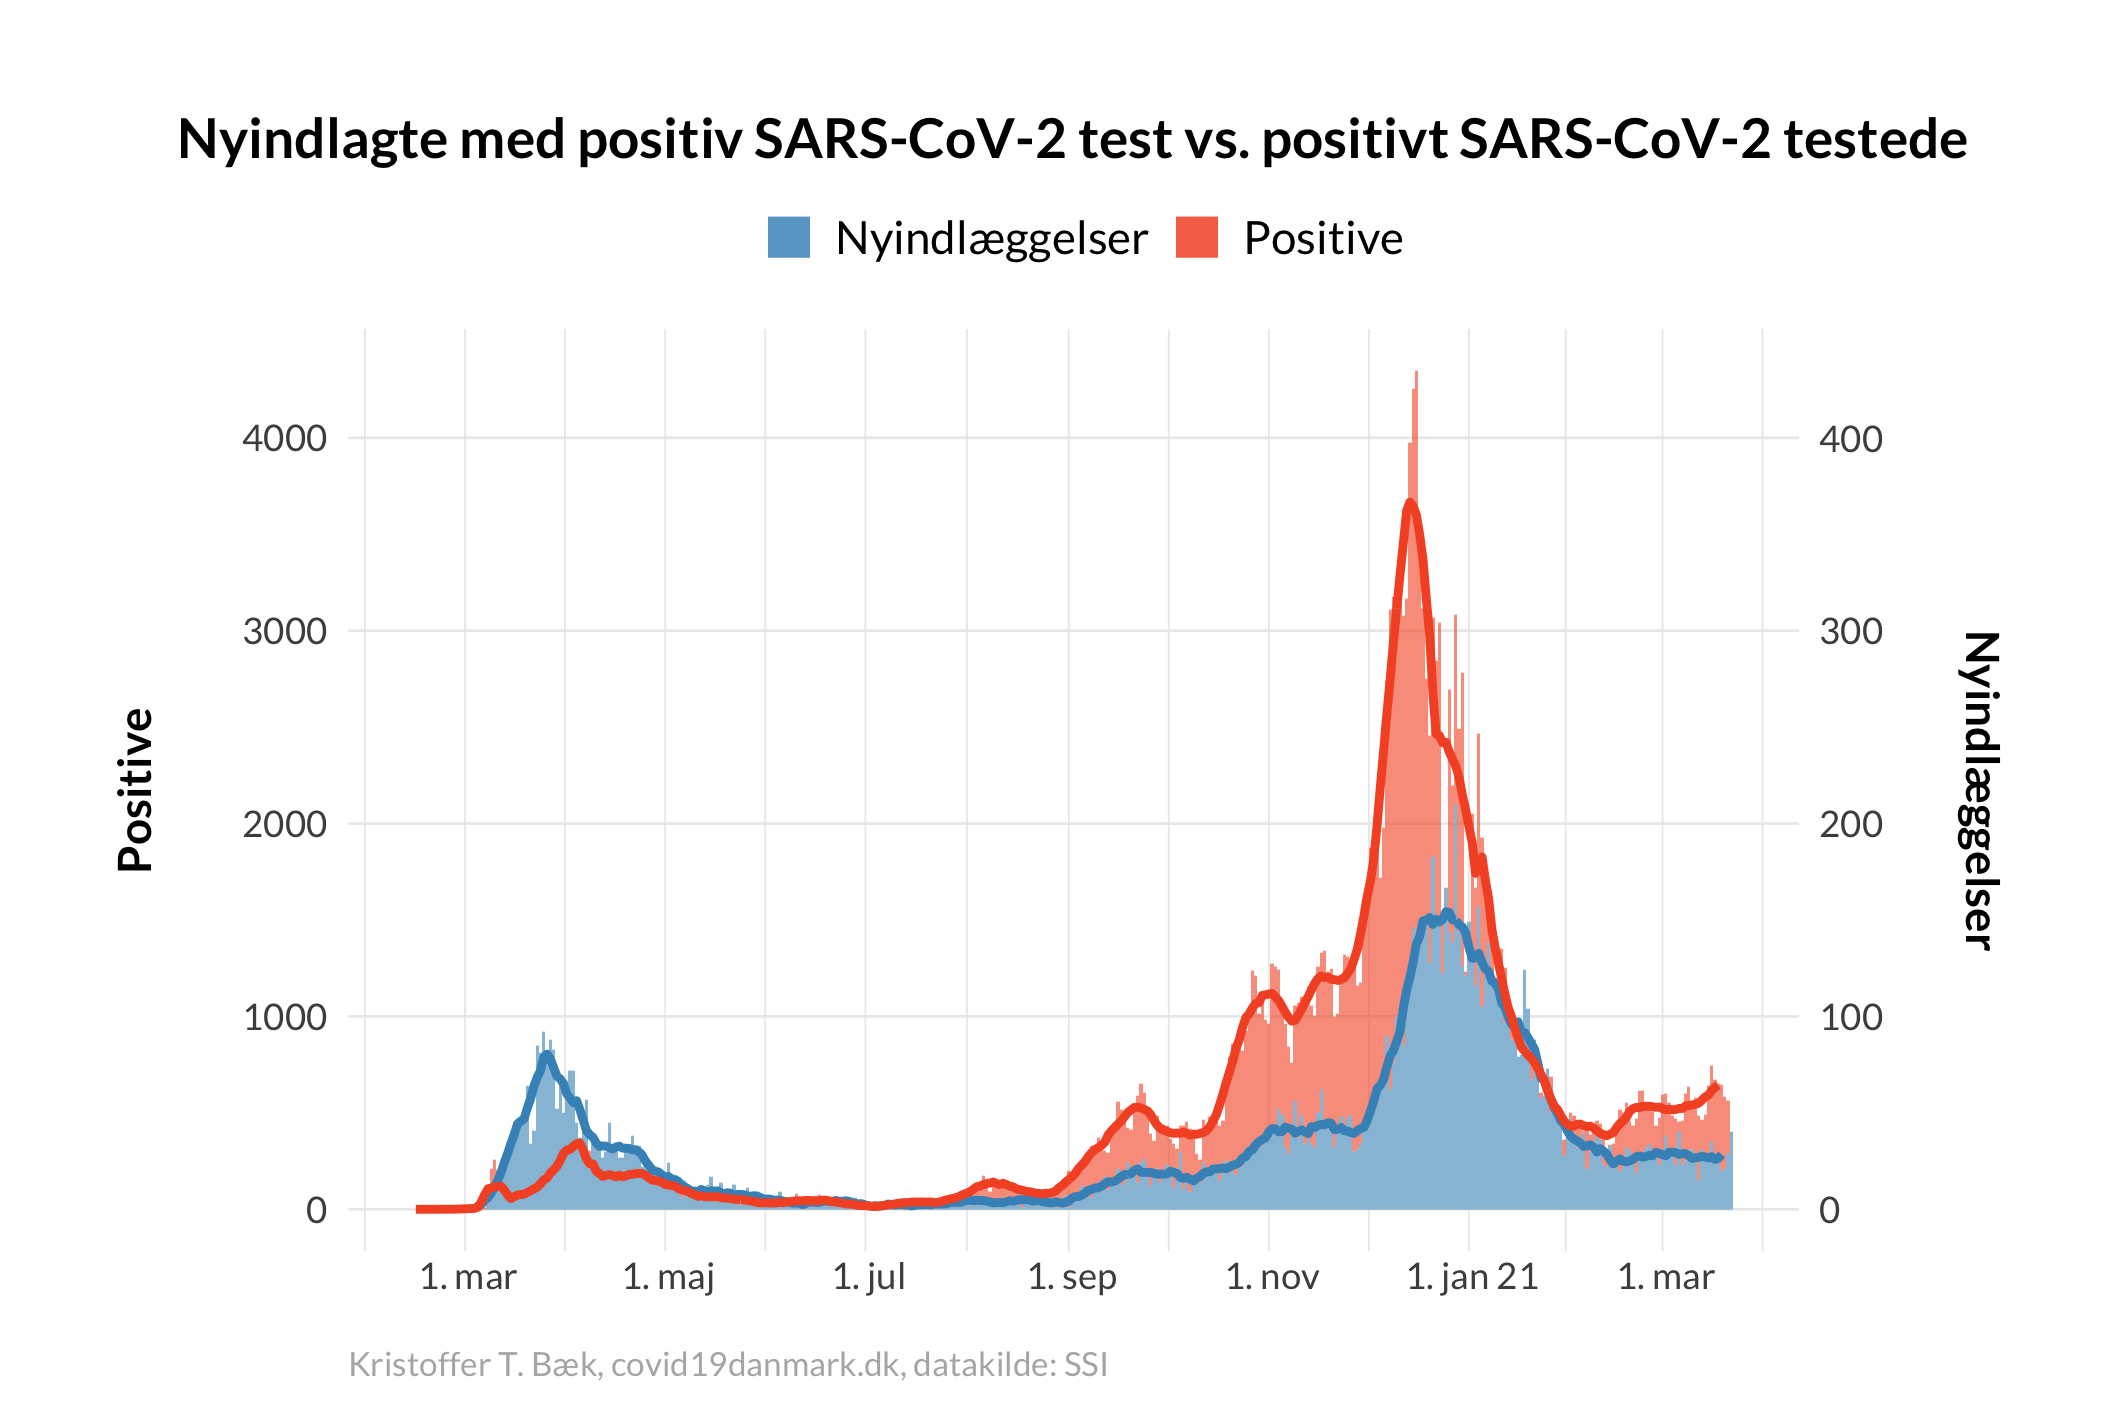 Nyindlagte med positiv SARS-CoV-2 test vs. positivt SARS-CoV-2 testede
Nyindlæggelser Positive
4000 400
3000 300
2000 200
1000 100
0 0
Positive
Nyindlæggelser
1. mar 1. maj 1. jul 1. sep 1. nov 1. jan 21 1. mar
Kristoffer T. Bæk, covid19danmark.dk, datakilde: SSI